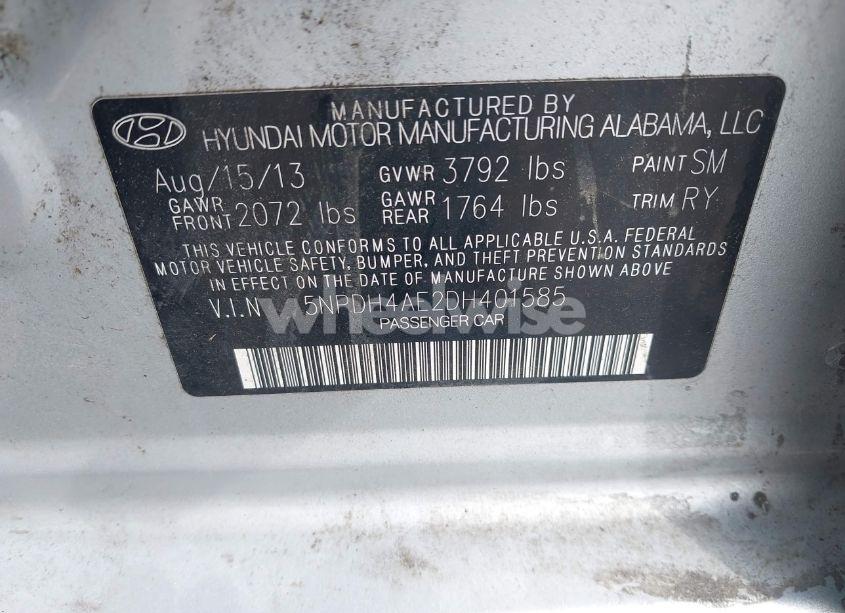 MANUFACTURED BY
HYUNDAI MOTOR MANUFACTURING ALABAMA, LLC
Aug/15/13 GVWR 3792 lbs PAINT SM
GAWR FRONT 2072 lbs GAWR REAR 1764 lbs TRIM RY
THIS VEHICLE CONFORMS TO ALL APPLICABLE U.S.A. FEDERAL
MOTOR VEHICLE SAFETY, BUMPER, AND THEFT PREVENTION STANDARDS
IN EFFECT ON THE DATE OF MANUFACTURE SHOWN ABOVE.
V.I.N 5NPDH4AE2DH401585
wheelwise
PASSENGER CAR